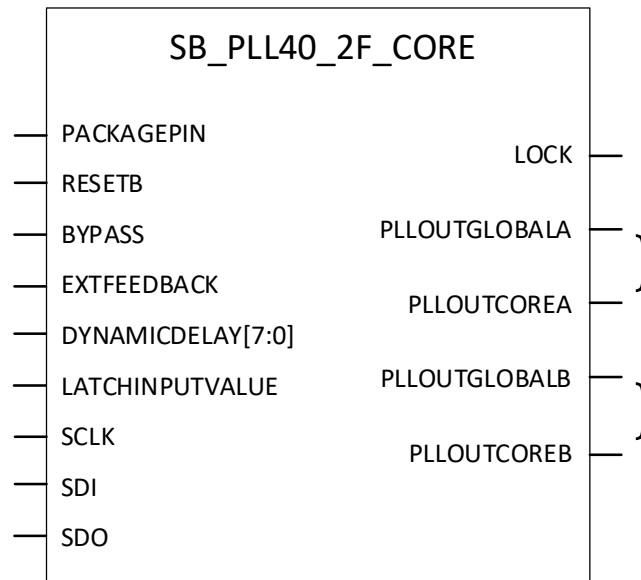 SB_PLL40_2F_CORE
PACKAGEPIN
RESETB
BYPASS
EXTFEEDBACK
DYNAMICDELAY[7:0]
LATCHINPUTVALUE
SCLK
SDI
SDO
LOCK
PLLOUTGLOBALA
PLLOUTCOREA
PLLOUTGLOBALB
PLLOUTCOREB